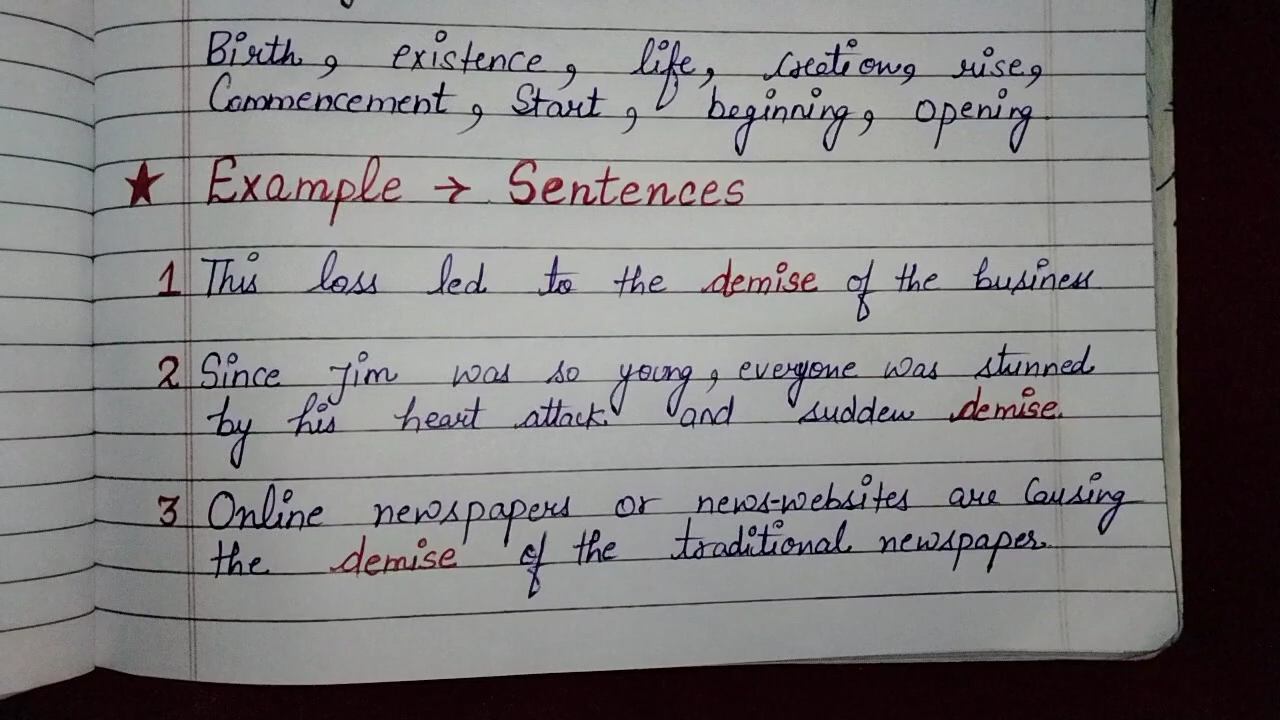 Birth, existence, life, creation, rise,
Commencement, Start, beginning, opening
★ Example → Sentences
1 This loss led to the demise of the business
2 Since Jim was so young, everyone was stunned
by his heart attack and sudden demise.
3 Online newspapers or news-websites are Causing
the demise of the traditional newspaper.